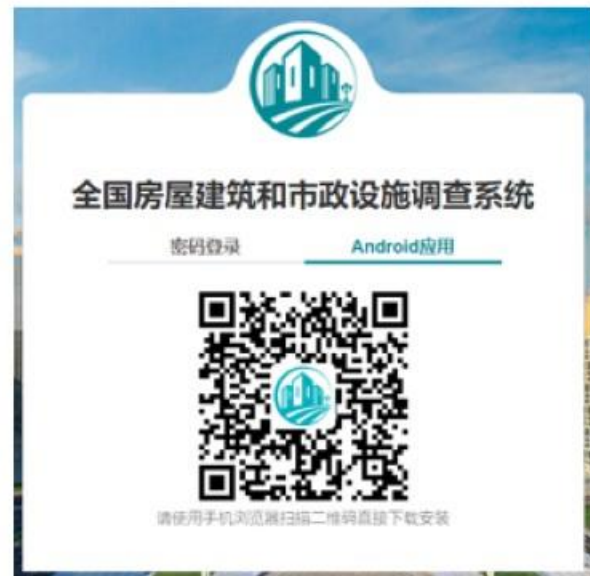 全国房屋建筑和市政设施调查系统
密码登录
Android应用
请使用手机浏览器扫描二维码直接下载安装